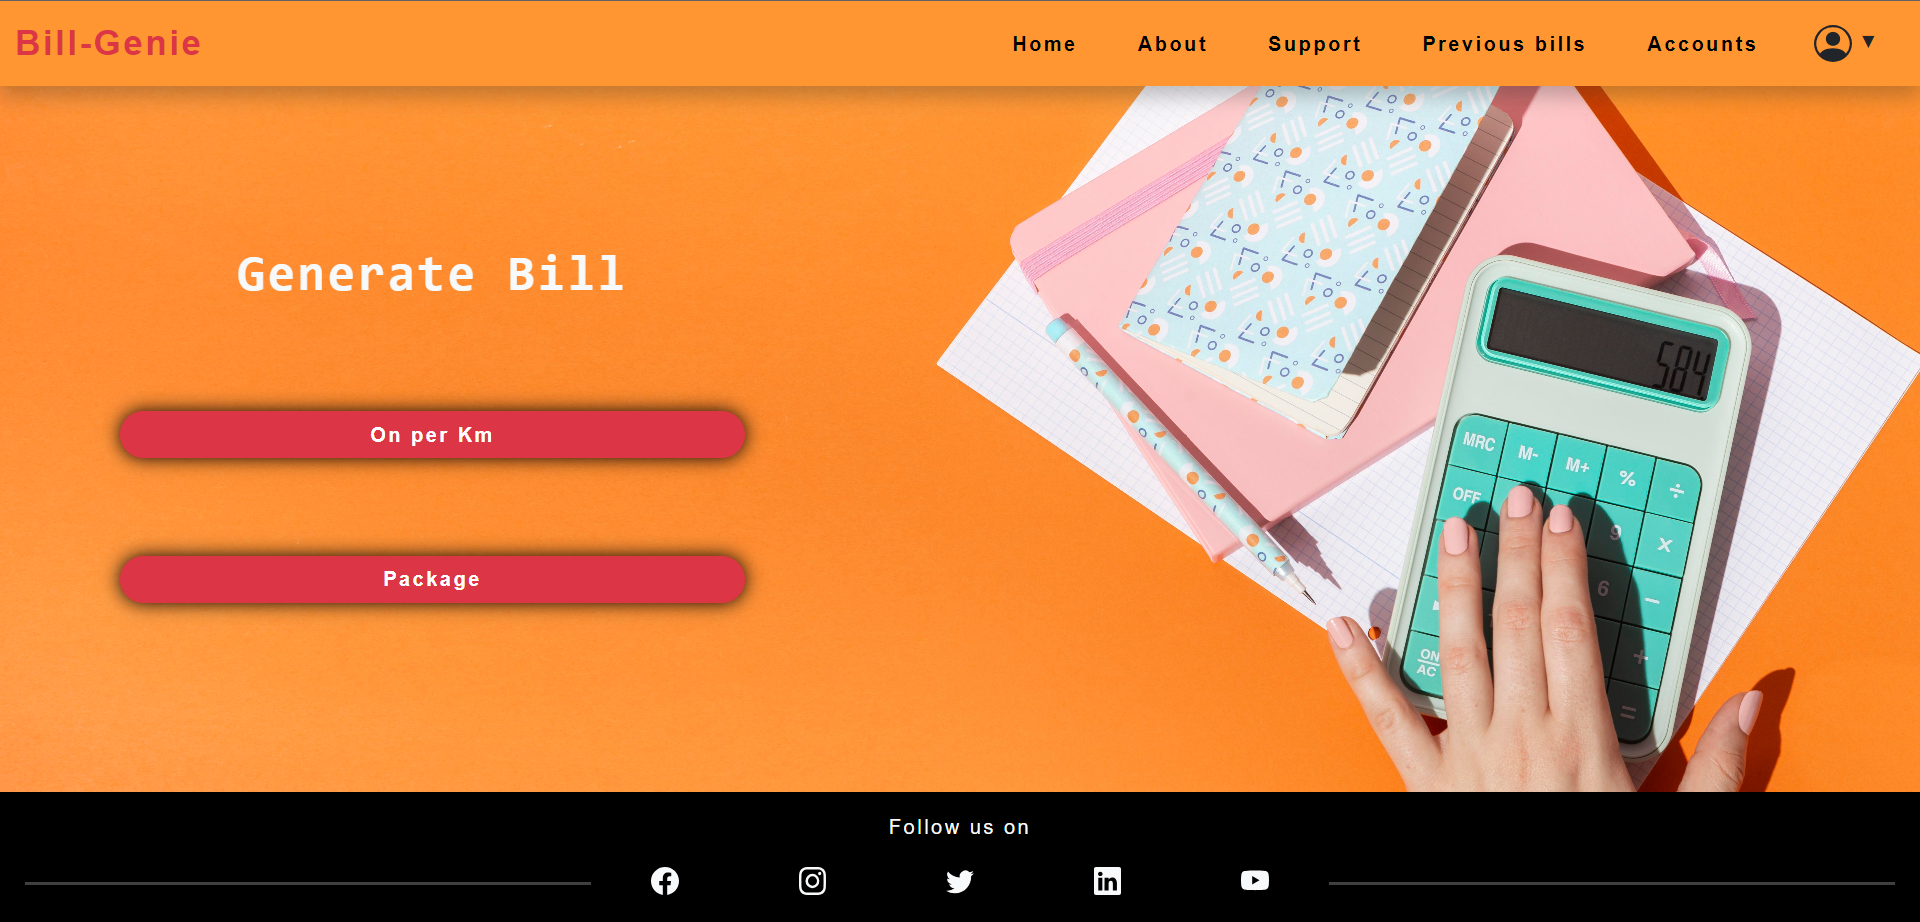 Bill-Genie
Home About Support Previous bills Accounts
Generate Bill
On per Km
Package
584
MRC M- M+ % ÷
OFF 9 x
6 −
+
ON
AC =
Follow us on